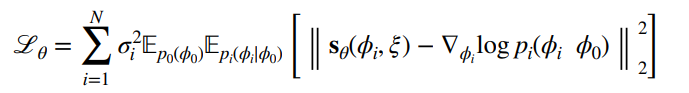 ℒ_θ = ∑_{i=1}^{N} σ_i^2 𝔼_{p_0(ϕ_0)} 𝔼_{p_i(ϕ_i|ϕ_0)} [ ‖ s_θ(ϕ_i, ξ) − ∇_{ϕ_i} log p_i(ϕ_i ϕ_0) ‖_2^2 ]